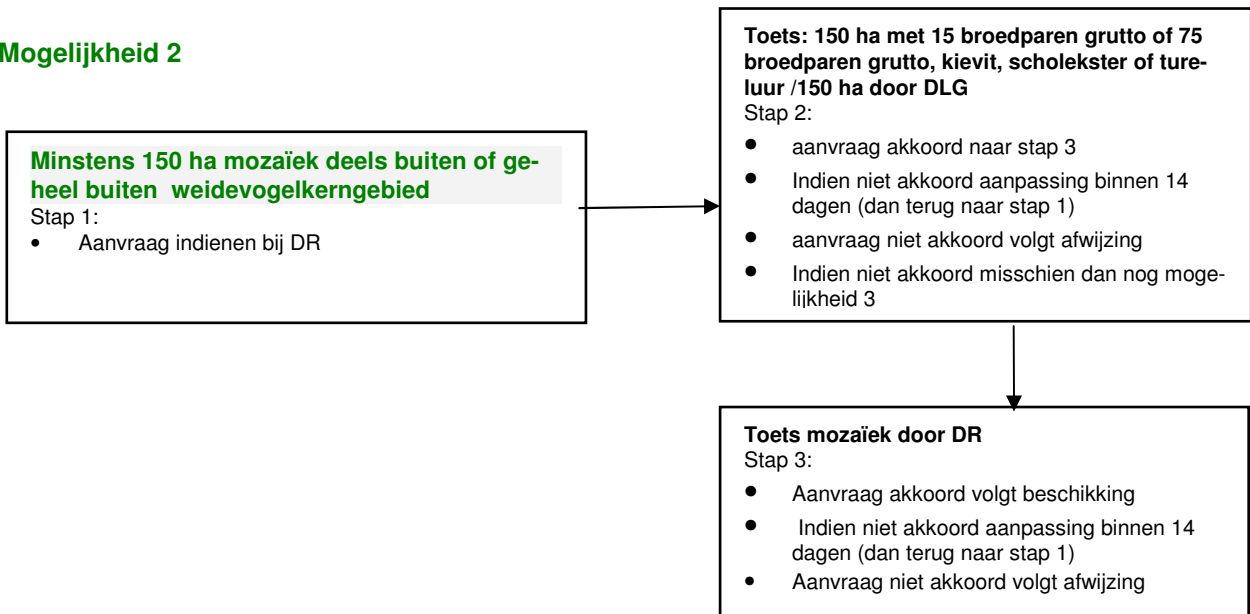 Mogelijkheid 2
Minstens 150 ha mozaïek deels buiten of ge-
heel buiten weidevogelkerngebied
Stap 1:
• Aanvraag indienen bij DR
Toets: 150 ha met 15 broedparen grutto of 75
broedparen grutto, kievit, scholekster of ture-
luur /150 ha door DLG
Stap 2:
• aanvraag akkoord naar stap 3
• Indien niet akkoord aanpassing binnen 14
dagen (dan terug naar stap 1)
• aanvraag niet akkoord volgt afwijzing
• Indien niet akkoord misschien dan nog moge-
lijkheid 3
Toets mozaïek door DR
Stap 3:
• Aanvraag akkoord volgt beschikking
• Indien niet akkoord aanpassing binnen 14
dagen (dan terug naar stap 1)
• Aanvraag niet akkoord volgt afwijzing